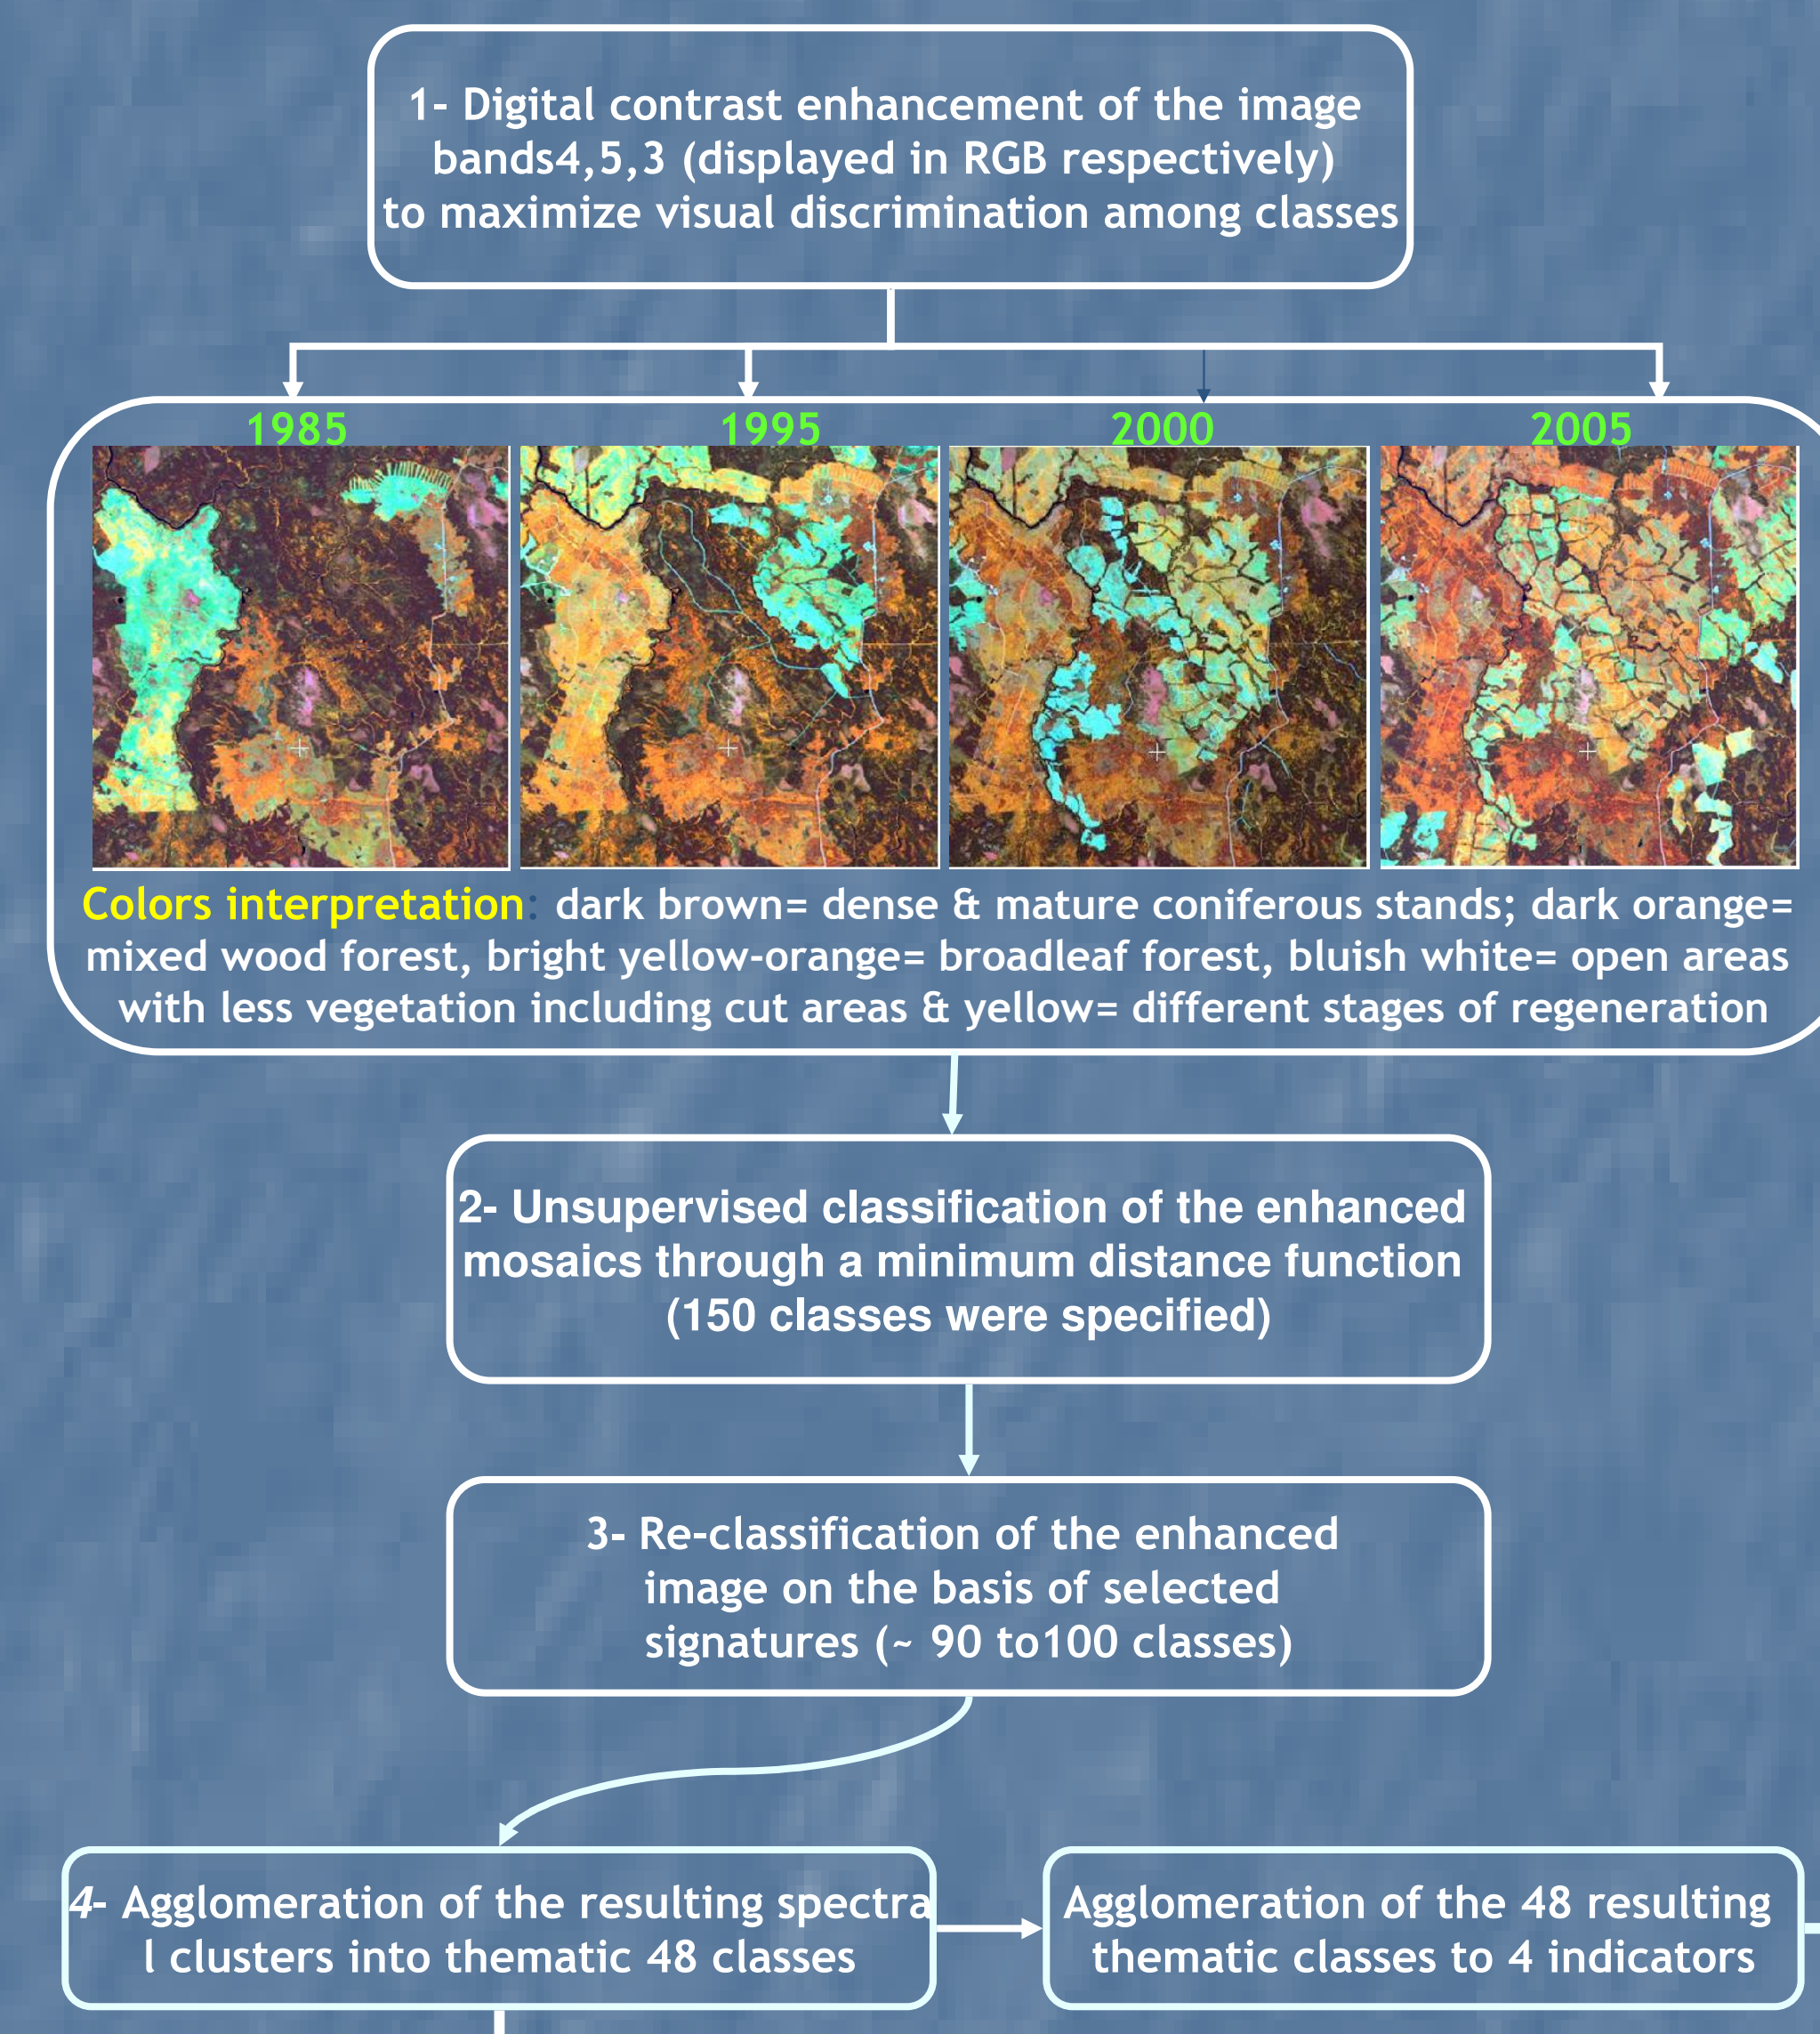 1- Digital contrast enhancement of the image
bands4,5,3 (displayed in RGB respectively)
to maximize visual discrimination among classes
1985 1995 2000 2005
Colors interpretation: dark brown= dense & mature coniferous stands; dark orange=
mixed wood forest, bright yellow-orange= broadleaf forest, bluish white= open areas
with less vegetation including cut areas & yellow= different stages of regeneration
2- Unsupervised classification of the enhanced
mosaics through a minimum distance function
(150 classes were specified)
3- Re-classification of the enhanced
image on the basis of selected
signatures (~ 90 to100 classes)
4- Agglomeration of the resulting spectra
l clusters into thematic 48 classes
Agglomeration of the 48 resulting
thematic classes to 4 indicators